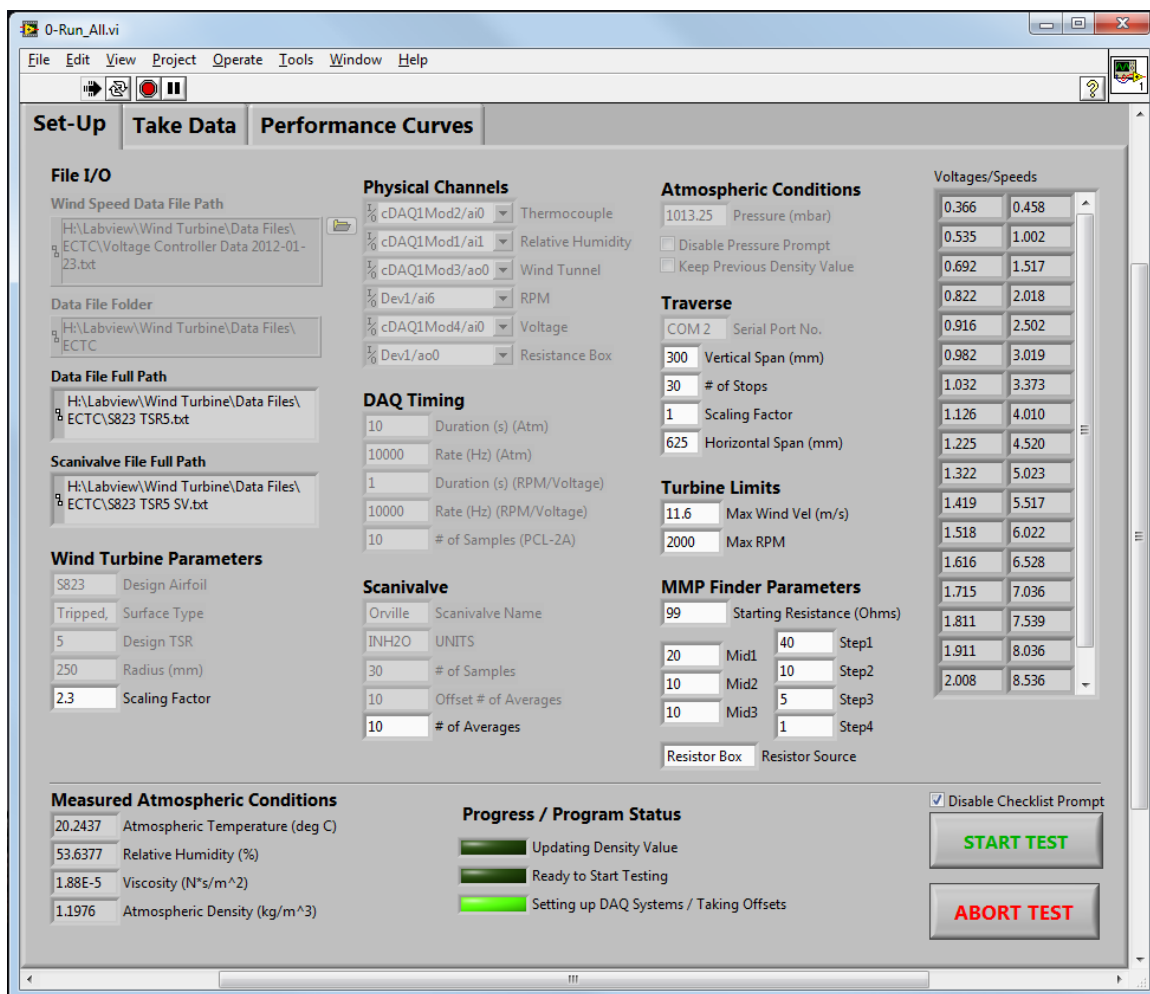 0-Run_All.vi
File Edit View Project Operate Tools Window Help
1
Set-Up Take Data Performance Curves
File I/O
Wind Speed Data File Path
H:\Labview\Wind Turbine\Data Files\
ECTC\Voltage Controller Data 2012-01-
23.txt
Data File Folder
H:\Labview\Wind Turbine\Data Files\
ECTC
Data File Full Path
H:\Labview\Wind Turbine\Data Files\
ECTC\S823 TSR5.txt
Scanivalve File Full Path
H:\Labview\Wind Turbine\Data Files\
ECTC\S823 TSR5 SV.txt
Wind Turbine Parameters
S823 Design Airfoil
Tripped, Surface Type
5 Design TSR
250 Radius (mm)
2.3 Scaling Factor
Physical Channels
cDAQ1Mod2/ai0 Thermocouple
cDAQ1Mod1/ai1 Relative Humidity
cDAQ1Mod3/ao0 Wind Tunnel
Dev1/ai6 RPM
cDAQ1Mod4/ai0 Voltage
Dev1/ao0 Resistance Box
DAQ Timing
10 Duration (s) (Atm)
10000 Rate (Hz) (Atm)
1 Duration (s) (RPM/Voltage)
10000 Rate (Hz) (RPM/Voltage)
10 # of Samples (PCL-2A)
Scanivalve
Orville Scanivalve Name
INH2O UNITS
30 # of Samples
10 Offset # of Averages
10 # of Averages
Atmospheric Conditions
1013.25 Pressure (mbar)
Disable Pressure Prompt
Keep Previous Density Value
Traverse
COM 2 Serial Port No.
300 Vertical Span (mm)
30 # of Stops
1 Scaling Factor
625 Horizontal Span (mm)
Turbine Limits
11.6 Max Wind Vel (m/s)
2000 Max RPM
MMP Finder Parameters
99 Starting Resistance (Ohms)
40 Step1
20 Mid1
10 Step2
10 Mid2
5 Step3
10 Mid3
1 Step4
Resistor Box Resistor Source
Voltages/Speeds
0.366 0.458
0.535 1.002
0.692 1.517
0.822 2.018
0.916 2.502
0.982 3.019
1.032 3.373
1.126 4.010
1.225 4.520
1.322 5.023
1.419 5.517
1.518 6.022
1.616 6.528
1.715 7.036
1.811 7.539
1.911 8.036
2.008 8.536
Measured Atmospheric Conditions
20.2437 Atmospheric Temperature (deg C)
53.6377 Relative Humidity (%)
1.88E-5 Viscosity (N*s/m^2)
1.1976 Atmospheric Density (kg/m^3)
Progress / Program Status
Updating Density Value
Ready to Start Testing
Setting up DAQ Systems / Taking Offsets
Disable Checklist Prompt
START TEST
ABORT TEST